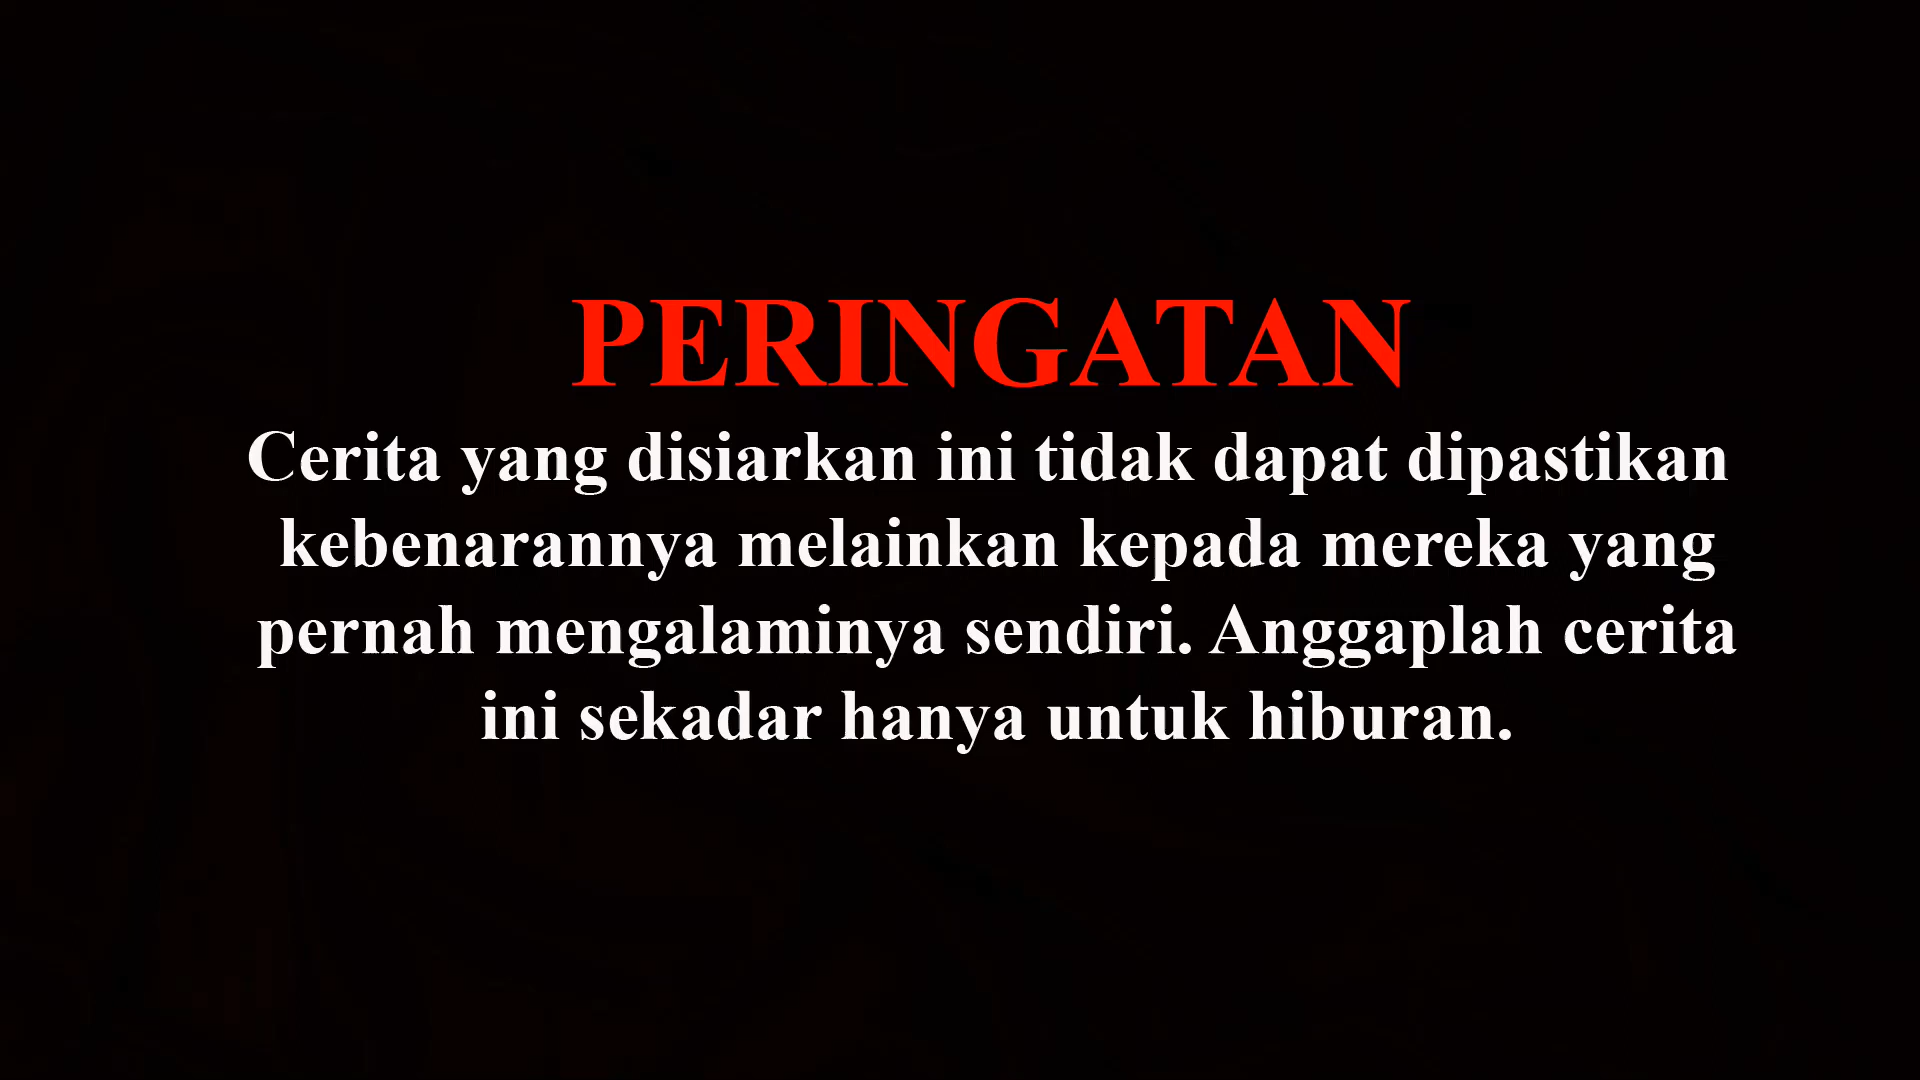 PERINGATAN
Cerita yang disiarkan ini tidak dapat dipastikan
kebenarannya melainkan kepada mereka yang
pernah mengalaminya sendiri. Anggaplah cerita
ini sekadar hanya untuk hiburan.